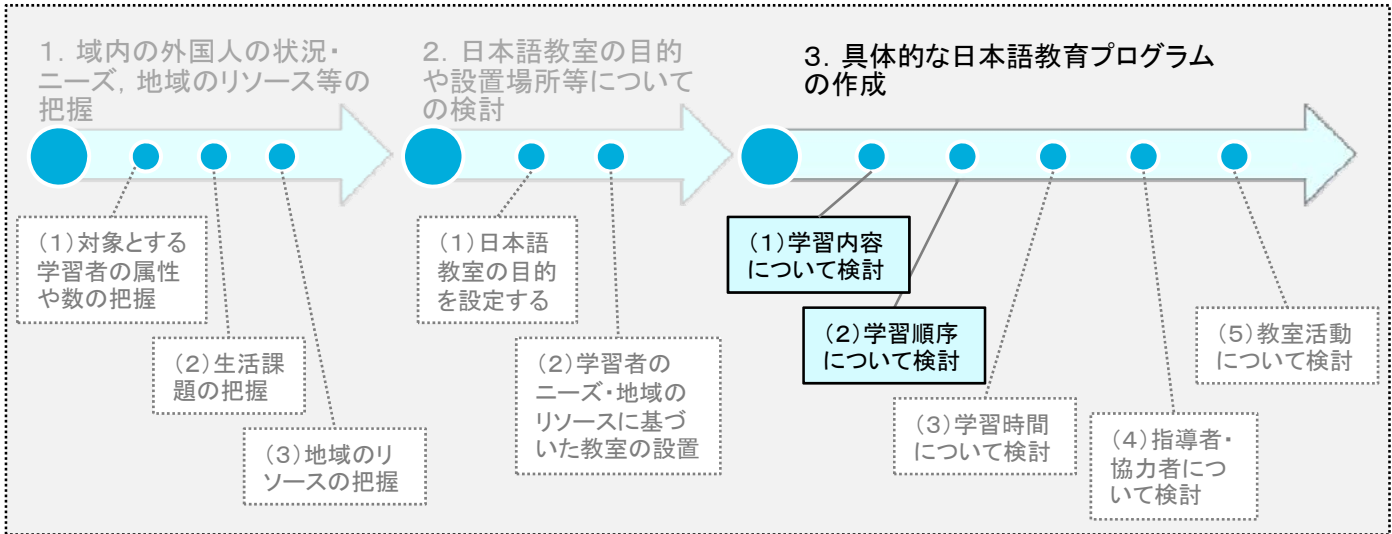 1．域内の外国人の状況・
ニーズ，地域のリソース等の
把握
2．日本語教室の目的
や設置場所等について
の検討
3．具体的な日本語教育プログラム
の作成
（1）対象とする
学習者の属性
や数の把握
（2）生活課
題の把握
（3）地域のリ
ソースの把握
（1）日本語
教室の目的
を設定する
（2）学習者の
ニーズ・地域の
リソースに基づ
いた教室の設置
（1）学習内容
について検討
（2）学習順序
について検討
（3）学習時間
について検討
（4）指導者・
協力者につ
いて検討
（5）教室活動
について検討